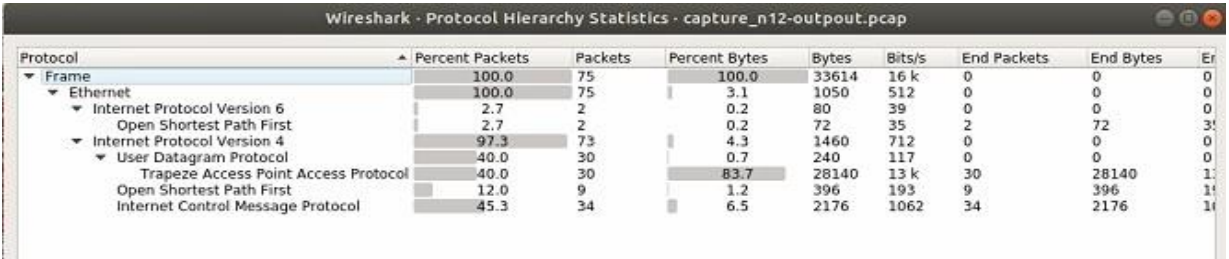 Wireshark · Protocol Hierarchy Statistics · capture_n12-outpout.pcap
Protocol Percent Packets Packets Percent Bytes Bytes Bits/s End Packets End Bytes
Frame 100.0 75 100.0 33614 16 k 0 0 0
Ethernet 100.0 75 3.1 1050 512 0 0 0
Internet Protocol Version 6 2.7 2 0.2 80 39 0 0 0
Open Shortest Path First 2.7 2 0.2 72 35 2 72
Internet Protocol Version 4 97.3 73 4.3 1460 712 0 0 0
User Datagram Protocol 40.0 30 0.7 240 117 0 0 0
Trapeze Access Point Access Protocol 40.0 30 83.7 28140 13 k 30 28140
Open Shortest Path First 12.0 9 1.2 396 193 9 396
Internet Control Message Protocol 45.3 34 6.5 2176 1062 34 2176